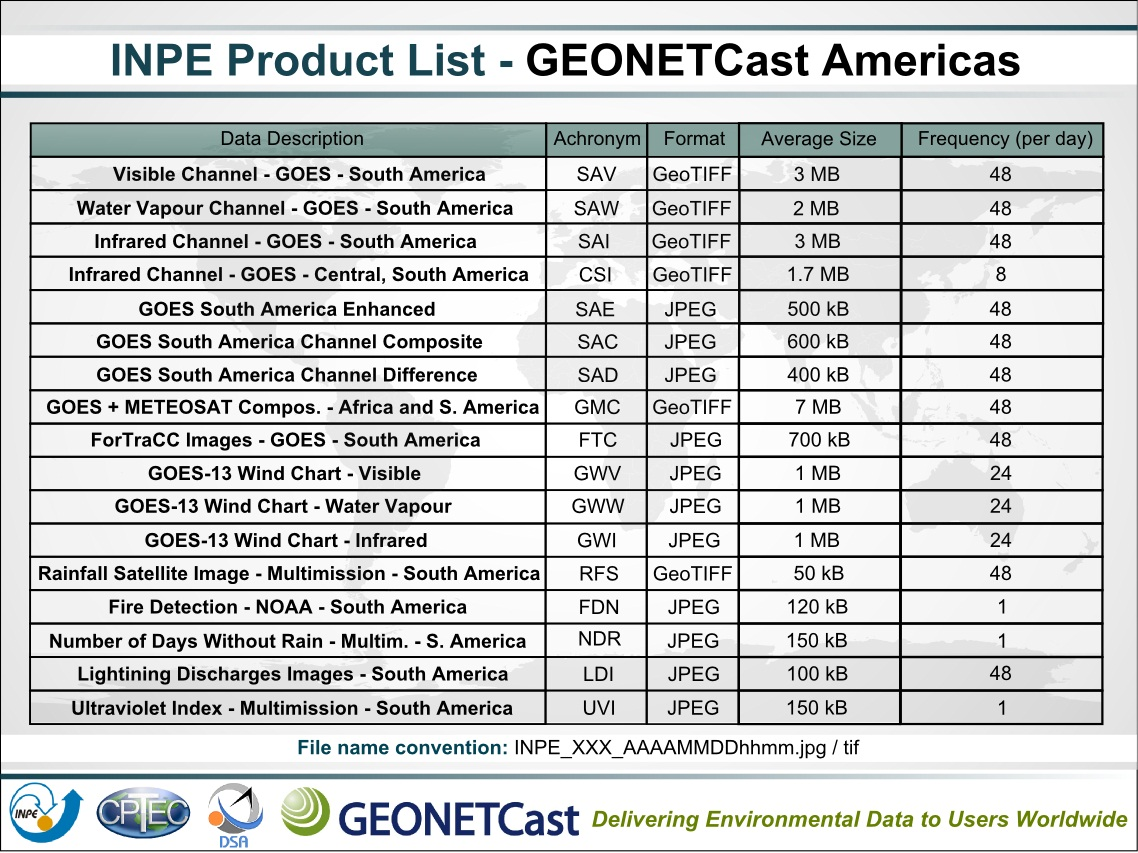 INPE Product List - GEONETCast Americas
Data Description Achronym Format Average Size Frequency (per day)
Visible Channel - GOES - South America SAV GeoTIFF 3 MB 48
Water Vapour Channel - GOES - South America SAW GeoTIFF 2 MB 48
Infrared Channel - GOES - South America SAI GeoTIFF 3 MB 48
Infrared Channel - GOES - Central, South America CSI GeoTIFF 1.7 MB 8
GOES South America Enhanced SAE JPEG 500 kB 48
GOES South America Channel Composite SAC JPEG 600 kB 48
GOES South America Channel Difference SAD JPEG 400 kB 48
GOES + METEOSAT Compos. - Africa and S. America GMC GeoTIFF 7 MB 48
ForTraCC Images - GOES - South America FTC JPEG 700 kB 48
GOES-13 Wind Chart - Visible GWV JPEG 1 MB 24
GOES-13 Wind Chart - Water Vapour GWW JPEG 1 MB 24
GOES-13 Wind Chart - Infrared GWI JPEG 1 MB 24
Rainfall Satellite Image - Multimission - South America RFS GeoTIFF 50 kB 48
Fire Detection - NOAA - South America FDN JPEG 120 kB 1
Number of Days Without Rain - Multim. - S. America NDR JPEG 150 kB 1
Lightining Discharges Images - South America LDI JPEG 100 kB 48
Ultraviolet Index - Multimission - South America UVI JPEG 150 kB 1
File name convention: INPE_XXX_AAAAMMDDhhmm.jpg / tif
INPE CPTEC DSA GEONETCast Delivering Environmental Data to Users Worldwide